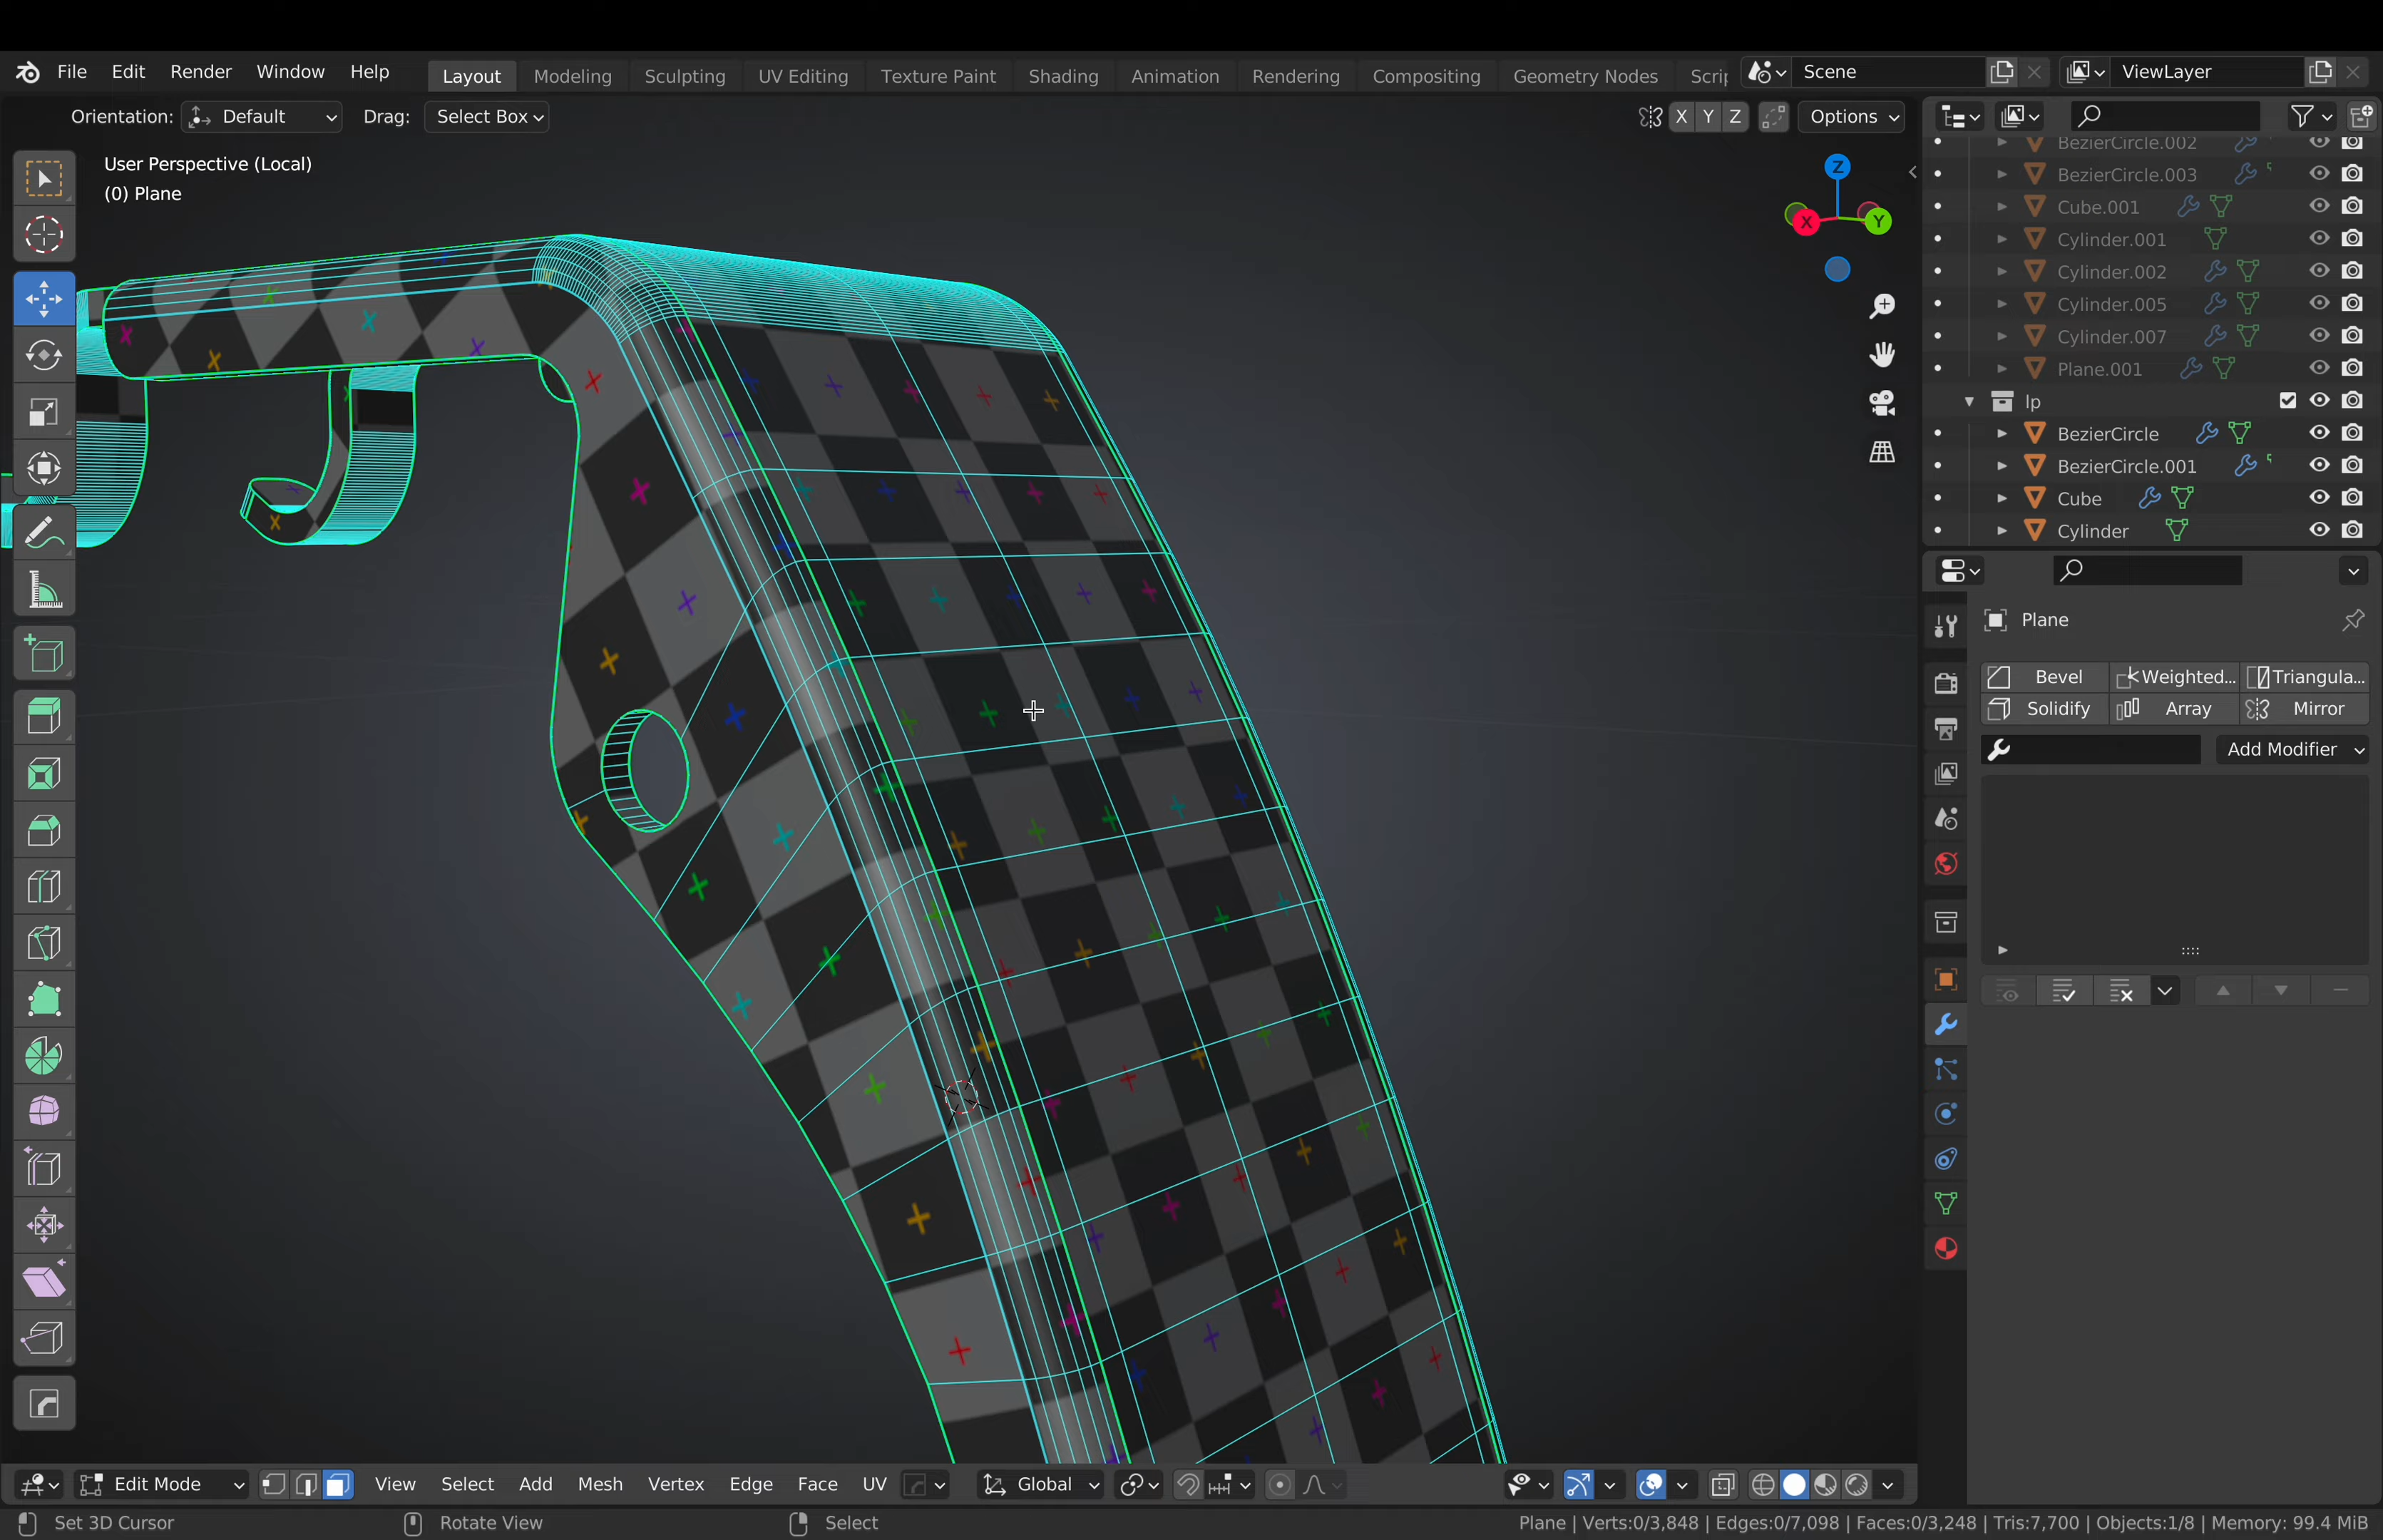 File Edit Render Window Help Layout Modeling Sculpting UV Editing Texture Paint Shading Animation Rendering Compositing Geometry Nodes Scrip Scene ViewLayer
Orientation: Default Drag: Select Box X Y Z Options
User Perspective (Local)
(0) Plane
Z
X Y
BezierCircle.002
BezierCircle.003
Cube.001
Cylinder.001
Cylinder.002
Cylinder.005
Cylinder.007
Plane.001
lp
BezierCircle
BezierCircle.001
Cube
Cylinder
Plane
Bevel Weighted... Triangula...
Solidify Array Mirror
Add Modifier
Edit Mode View Select Add Mesh Vertex Edge Face UV Global
Set 3D Cursor Rotate View Select Plane | Verts:0/3,848 | Edges:0/7,098 | Faces:0/3,248 | Tris:7,700 | Objects:1/8 | Memory: 99.4 MiB